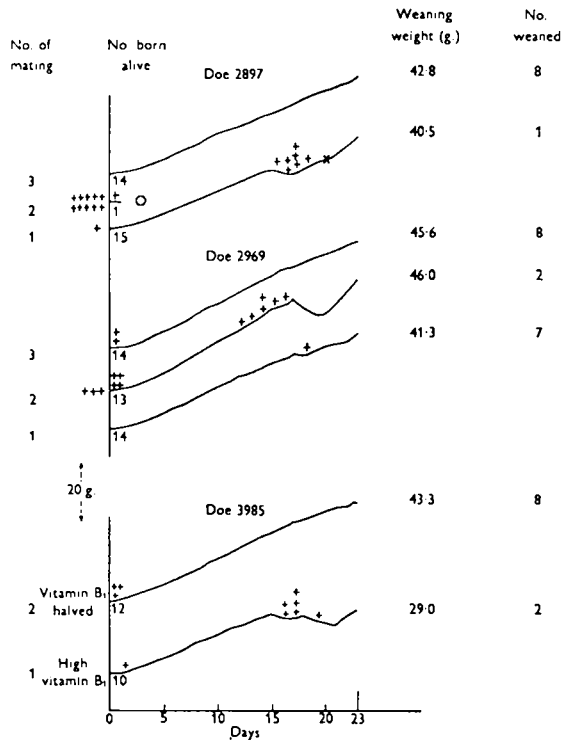 Weaning No.
No. of No born weight (g.) weaned
mating alive
Doe 2897 42·8 8
40·5 1
3 14
2 1
1 15
Doe 2969 45·6 8
46·0 2
41·3 7
3 14
2 13
1 14
20 g.
Doe 3985 43·3 8
Vitamin B₁
2 halved 12
29·0 2
High
1 vitamin B₁ 10
0 5 10 15 20 23
Days